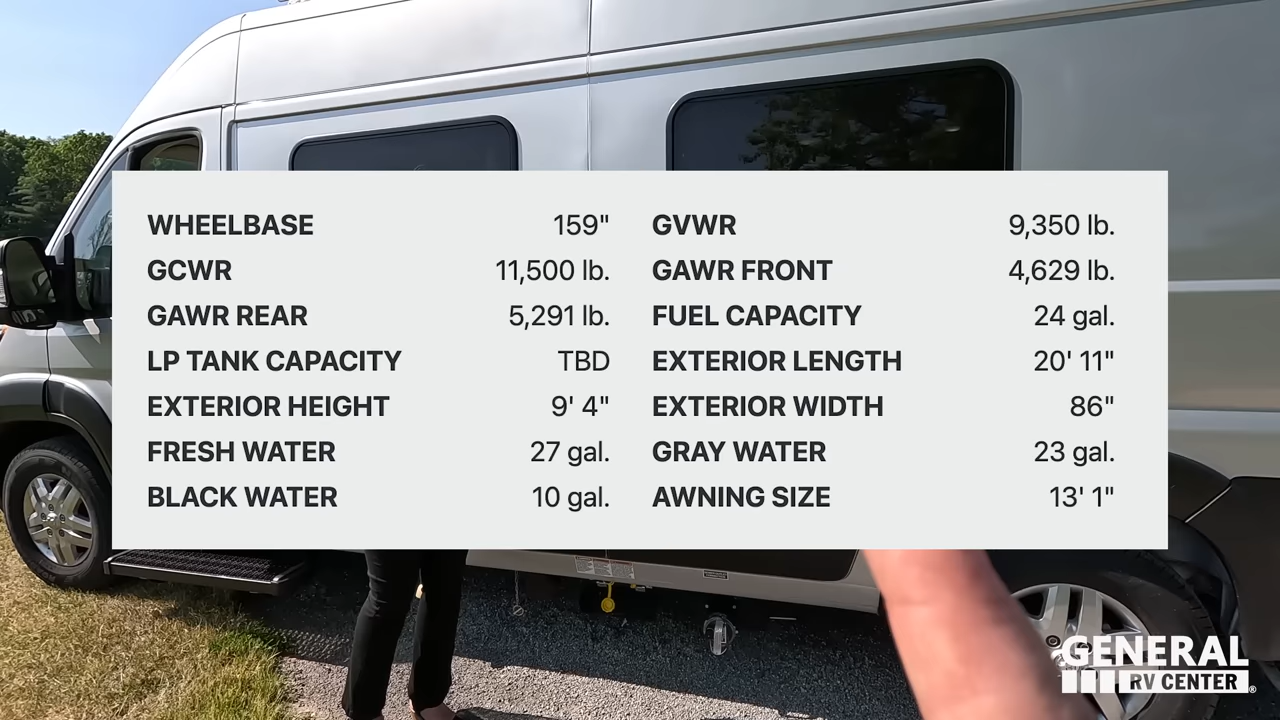 WHEELBASE 159" GVWR 9,350 lb.
GCWR 11,500 lb. GAWR FRONT 4,629 lb.
GAWR REAR 5,291 lb. FUEL CAPACITY 24 gal.
LP TANK CAPACITY TBD EXTERIOR LENGTH 20' 11"
EXTERIOR HEIGHT 9' 4" EXTERIOR WIDTH 86"
FRESH WATER 27 gal. GRAY WATER 23 gal.
BLACK WATER 10 gal. AWNING SIZE 13' 1"
GENERAL
RV CENTER®